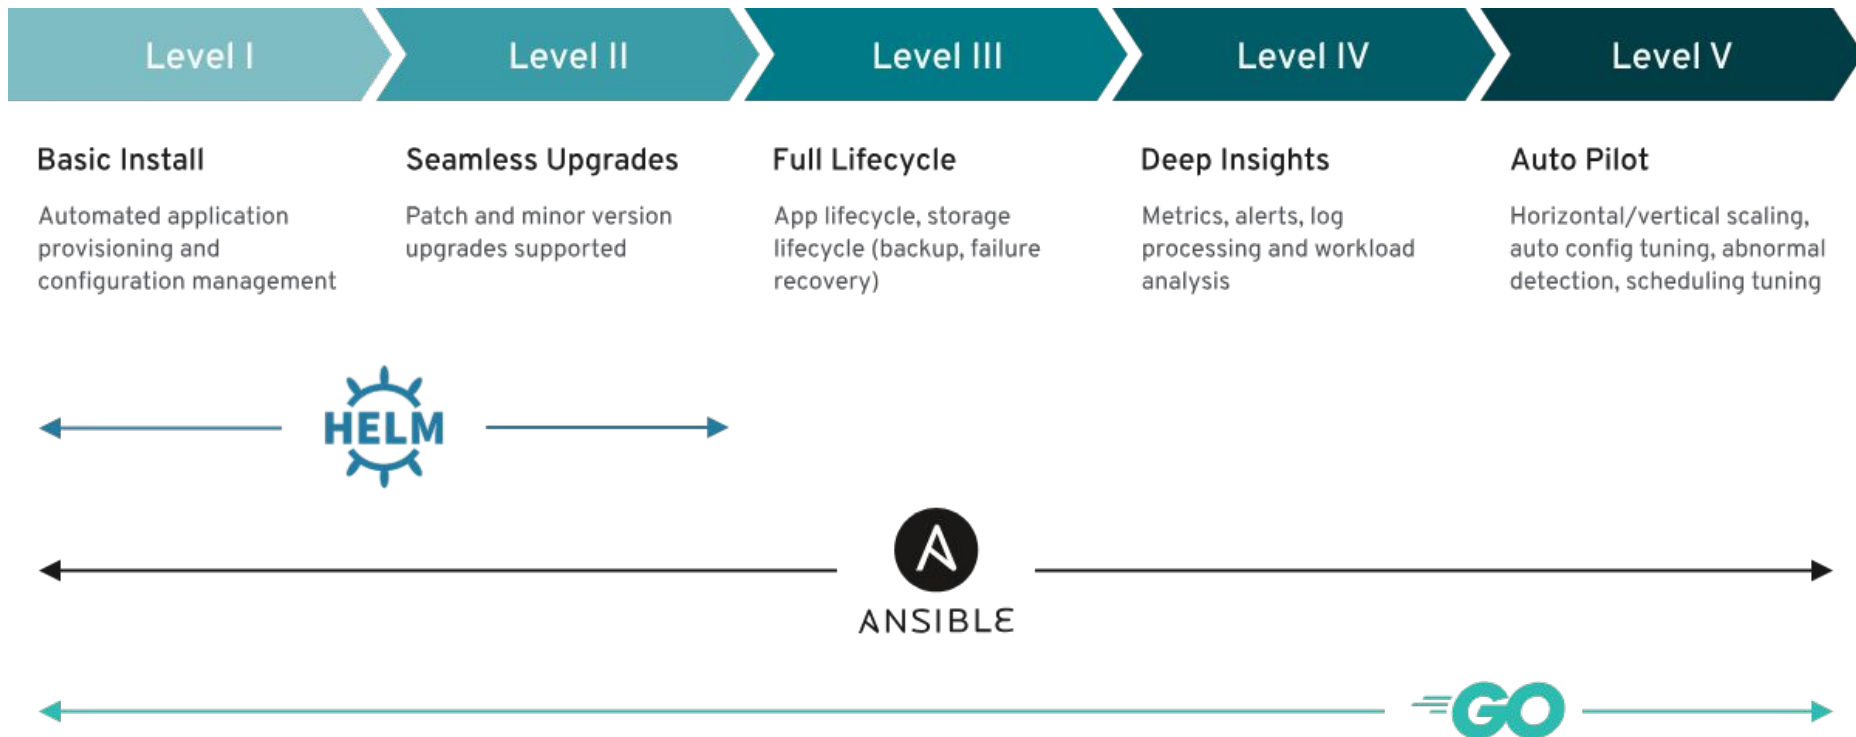 Level I
Level II
Level III
Level IV
Level V
Basic Install
Automated application
provisioning and
configuration management
Seamless Upgrades
Patch and minor version
upgrades supported
Full Lifecycle
App lifecycle, storage
lifecycle (backup, failure
recovery)
Deep Insights
Metrics, alerts, log
processing and workload
analysis
Auto Pilot
Horizontal/vertical scaling,
auto config tuning, abnormal
detection, scheduling tuning
HELM
A
ANSIBLE
GO